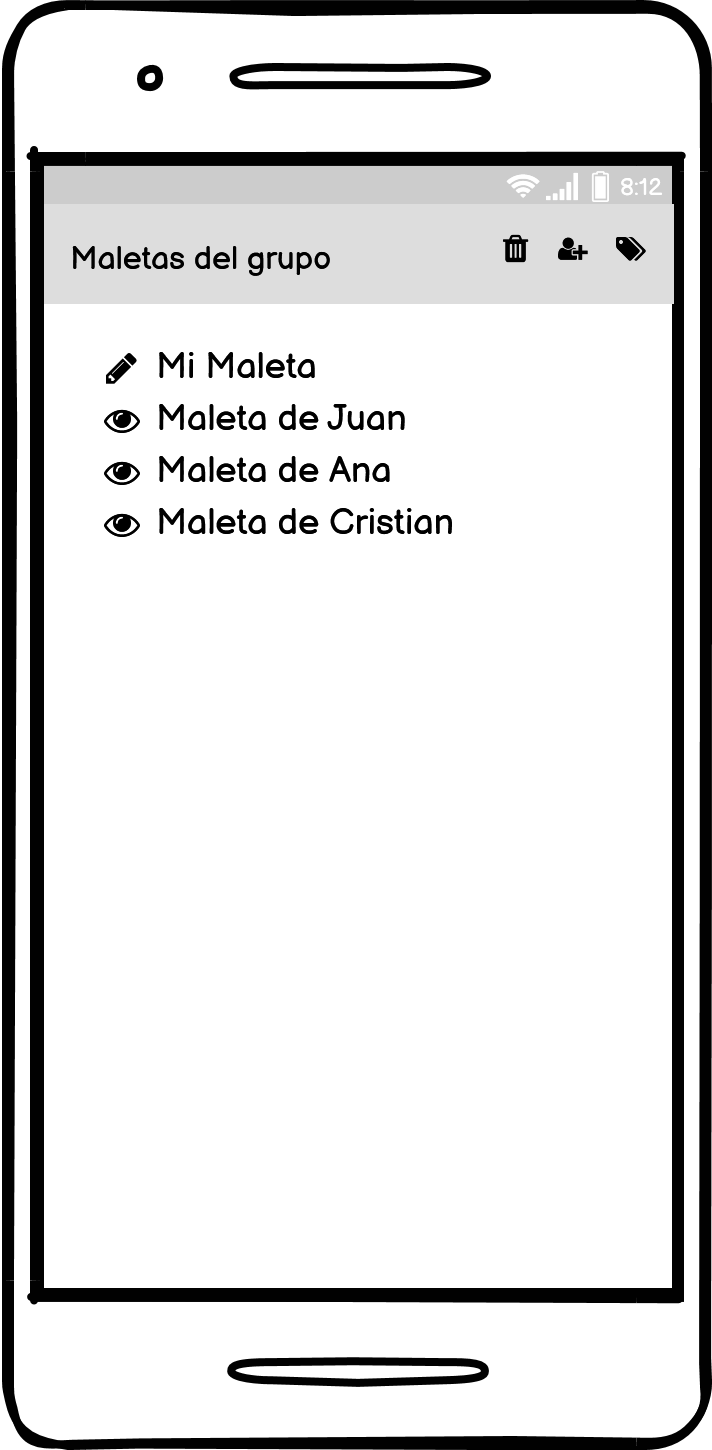 8:12
Maletas del grupo
Mi Maleta
Maleta de Juan
Maleta de Ana
Maleta de Cristian